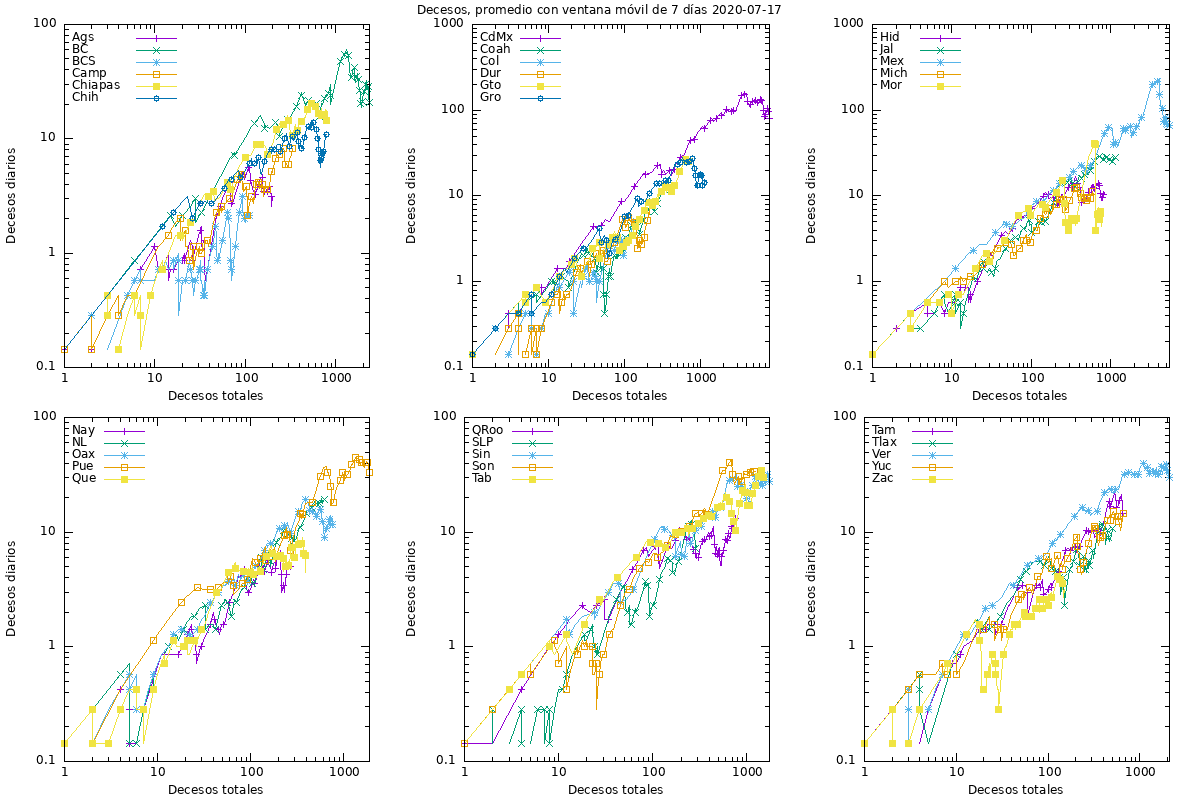 Decesos, promedio con ventana móvil de 7 días 2020-07-17
100
10
1
0.1
Decesos diarios
Ags
BC
BCS
Camp
Chiapas
Chih
1 10 100 1000
Decesos totales
1000
100
10
1
0.1
Decesos diarios
CdMx
Coah
Col
Dur
Gto
Gro
1 10 100 1000
Decesos totales
1000
100
10
1
0.1
Decesos diarios
Hid
Jal
Mex
Mich
Mor
1 10 100 1000
Decesos totales
100
10
1
0.1
Decesos diarios
Nay
NL
Oax
Pue
Que
1 10 100 1000
Decesos totales
100
10
1
0.1
Decesos diarios
QRoo
SLP
Sin
Son
Tab
1 10 100 1000
Decesos totales
100
10
1
0.1
Decesos diarios
Tam
Tlax
Ver
Yuc
Zac
1 10 100 1000
Decesos totales